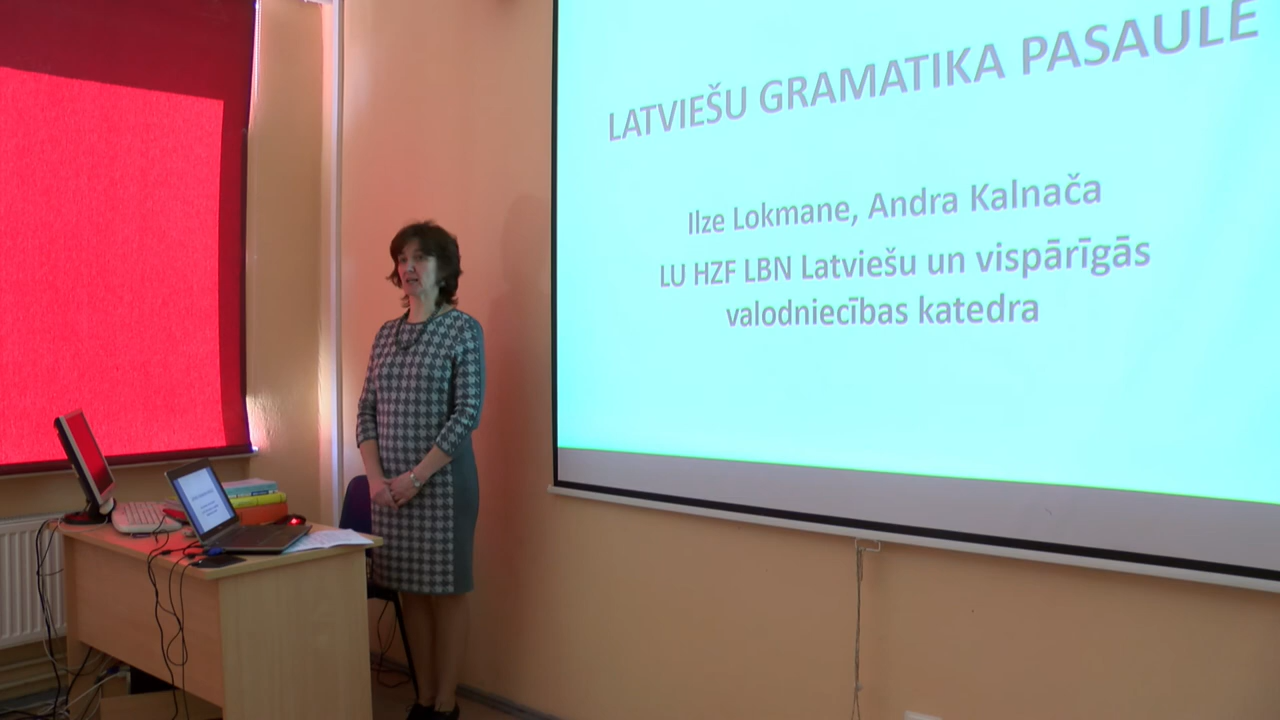 LATVIEŠU GRAMATIKA PASAULĒ
Ilze Lokmane, Andra Kalnača
LU HZF LBN Latviešu un vispārīgās
valodniecības katedra